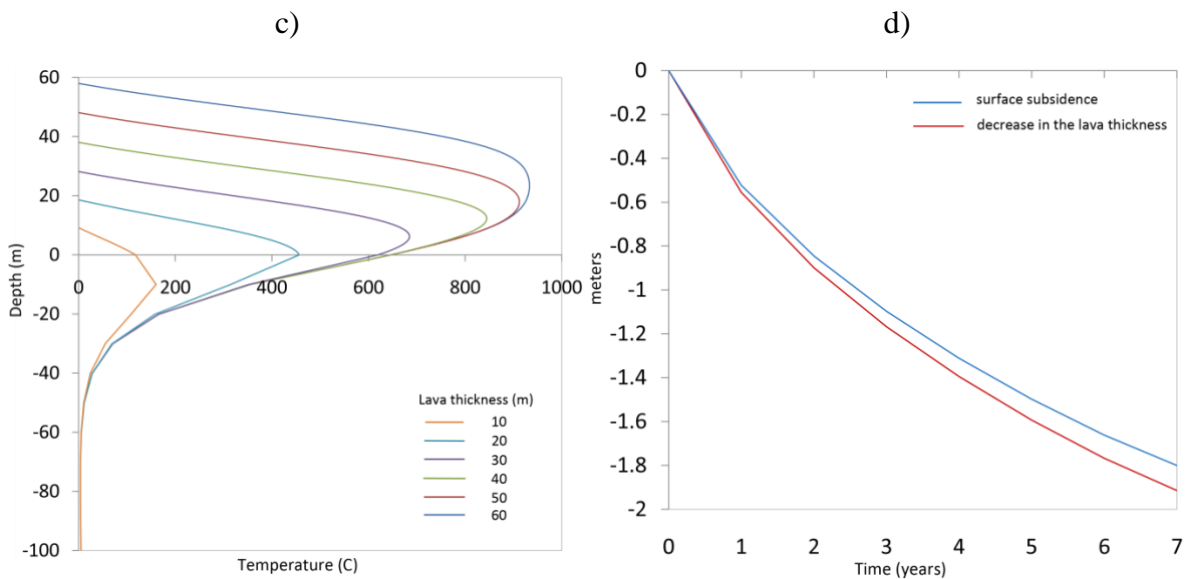 c)
60
40
20
0
-20
-40
-60
-80
-100
Depth (m)
0 200 400 600 800 1000
Lava thickness (m)
10
20
30
40
50
60
Temperature (C)
d)
0
-0.2
-0.4
-0.6
-0.8
-1
-1.2
-1.4
-1.6
-1.8
-2
meters
surface subsidence
decrease in the lava thickness
0 1 2 3 4 5 6 7
Time (years)